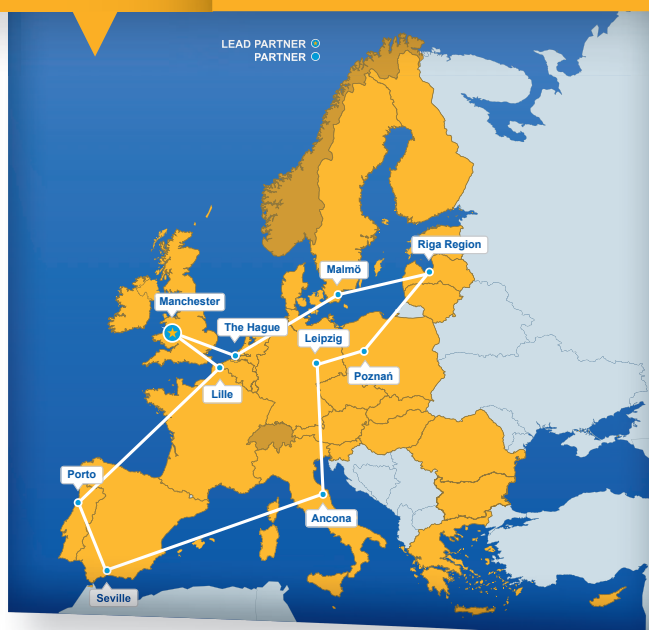 LEAD PARTNER
PARTNER
Riga Region
Malmö
Manchester
The Hague
Leipzig
Poznań
Lille
Porto
Ancona
Seville